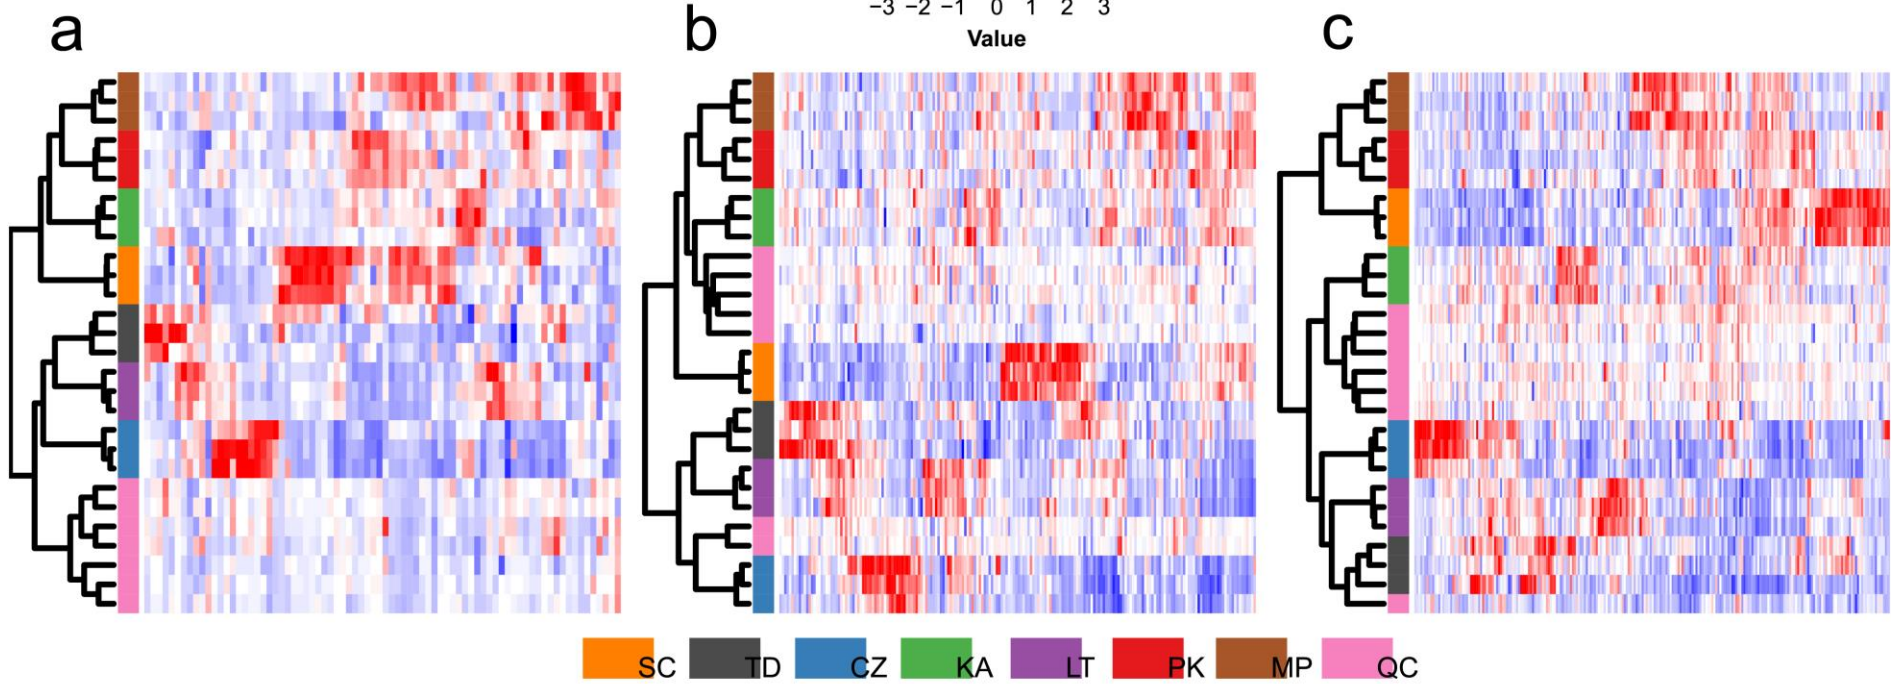 a b c
−3 −2 −1 0 1 2 3
Value
SC TD CZ KA LT PK MP QC